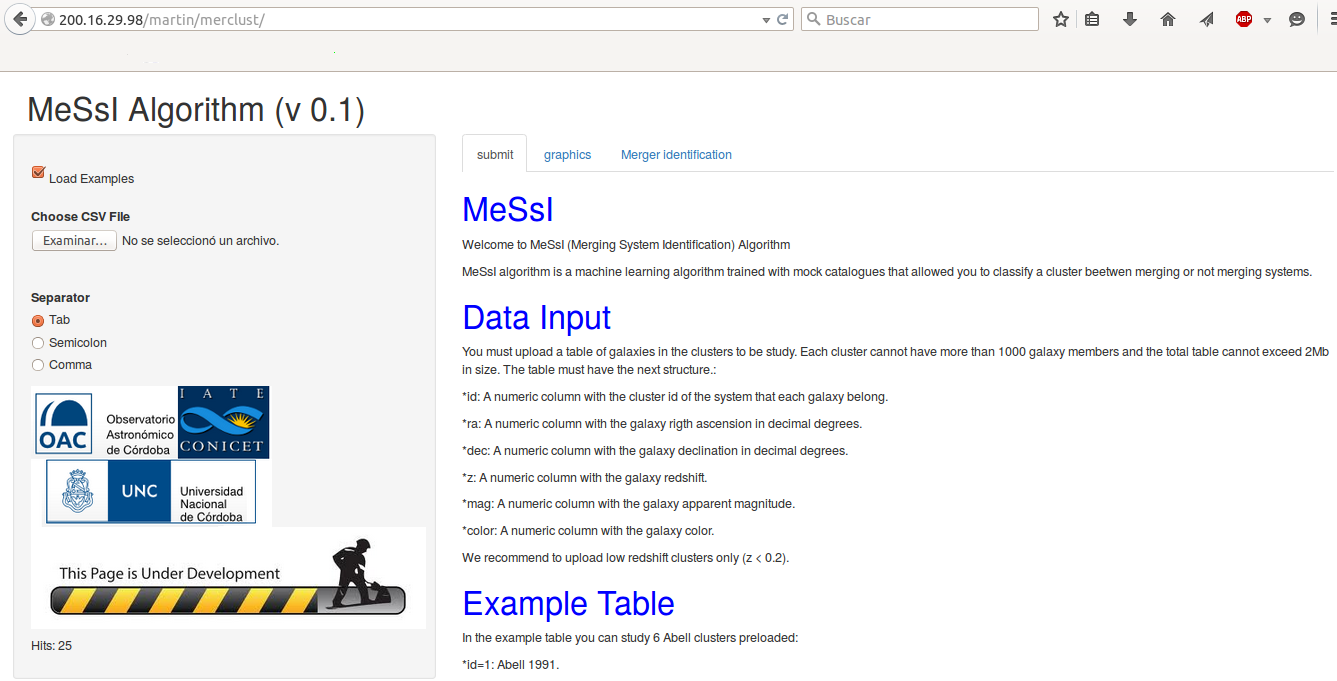 200.16.29.98/martin/merclust/
Buscar
ABP
MeSsI Algorithm (v 0.1)
Load Examples
Choose CSV File
Examinar... No se seleccionó un archivo.
Separator
Tab
Semicolon
Comma
OAC
Observatorio
Astronómico
de Córdoba
IATE
CONICET
UNC
Universidad
Nacional
de Córdoba
This Page is Under Development
Hits: 25
submit graphics Merger identification
MeSsI
Welcome to MeSsI (Merging System Identification) Algorithm
MeSsI algorithm is a machine learning algorithm trained with mock catalogues that allowed you to classify a cluster beetwen merging or not merging systems.
Data Input
You must upload a table of galaxies in the clusters to be study. Each cluster cannot have more than 1000 galaxy members and the total table cannot exceed 2Mb
in size. The table must have the next structure.:
*id: A numeric column with the cluster id of the system that each galaxy belong.
*ra: A numeric column with the galaxy rigth ascension in decimal degrees.
*dec: A numeric column with the galaxy declination in decimal degrees.
*z: A numeric column with the galaxy redshift.
*mag: A numeric column with the galaxy apparent magnitude.
*color: A numeric column with the galaxy color.
We recommend to upload low redshift clusters only (z < 0.2).
Example Table
In the example table you can study 6 Abell clusters preloaded:
*id=1: Abell 1991.